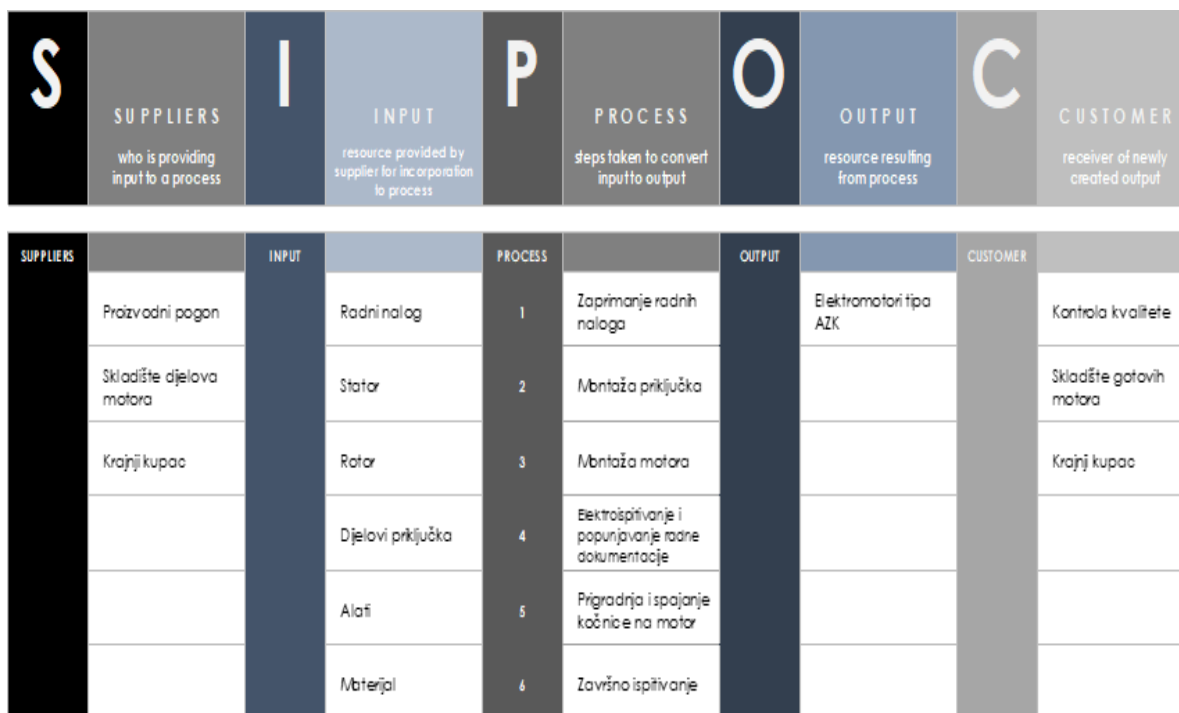 S
SUPPLIERS
who is providing
input to a process
I
INPUT
resource provided by
supplier for incorporation
to process
P
PROCESS
steps taken to convert
input to output
O
OUTPUT
resource resulting
from process
C
CUSTOMER
receiver of newly
created output
SUPPLIERS
INPUT
PROCESS
OUTPUT
CUSTOMER
Proizvodni pogon
Radni nalog
1
Zaprimanje radnih
naloga
Elektromotori tipa
AZK
Kontrola kvalitete
Skladište djelova
motora
Stator
2
Montaža priključka
Skladšte gotovih
motora
Krajnji kupac
Rotor
3
Montaža motora
Krajnji kupac
Dijelovi priključka
4
Elektroispitivanje i
popunjavanje radne
dokumentacije
Alati
5
Prigradnja i spajanje
kočnice na motor
Materijal
6
Završno ispitivanje